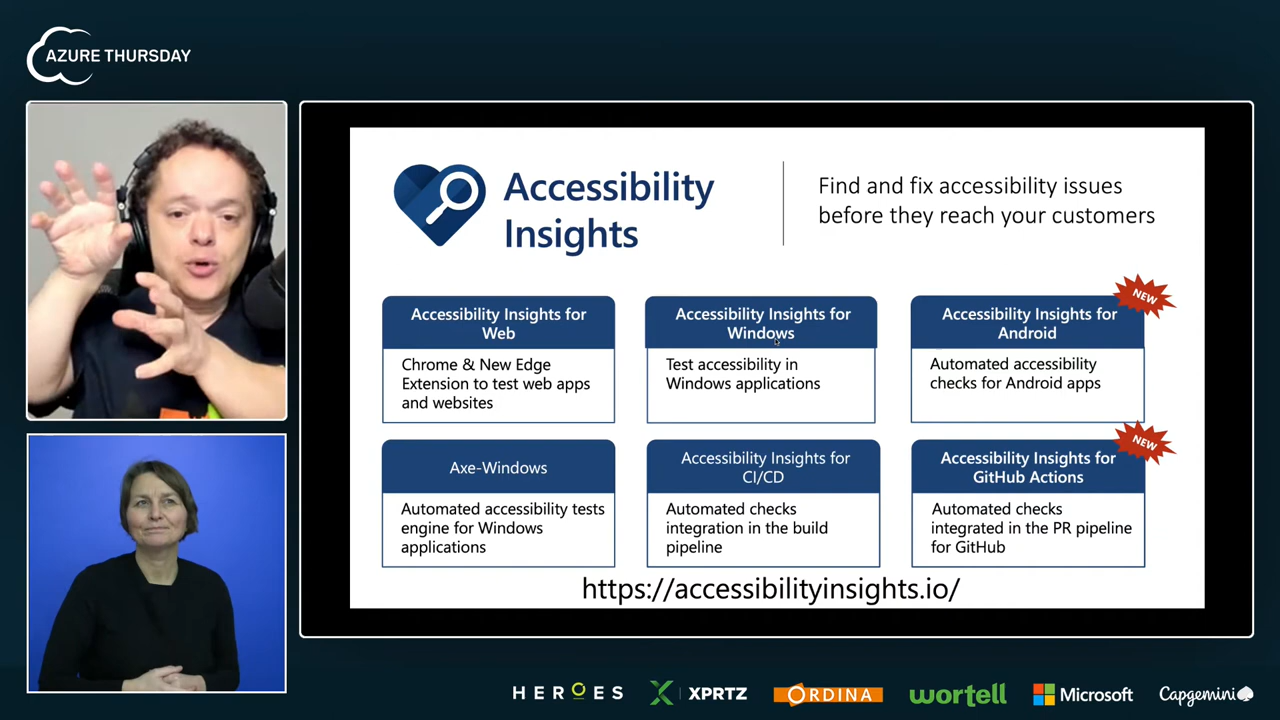 AZURE THURSDAY
Accessibility
Insights
Find and fix accessibility issues
before they reach your customers
Accessibility Insights for
Web
Chrome & New Edge
Extension to test web apps
and websites
Accessibility Insights for
Windows
Test accessibility in
Windows applications
NEW
Accessibility Insights for
Android
Automated accessibility
checks for Android apps
Axe-Windows
Automated accessibility tests
engine for Windows
applications
Accessibility Insights for
CI/CD
Automated checks
integration in the build
pipeline
NEW
Accessibility Insights for
GitHub Actions
Automated checks
integrated in the PR pipeline
for GitHub
https://accessibilityinsights.io/
HEROES
XPRTZ
ORDINA
wortell
Microsoft
Capgemini